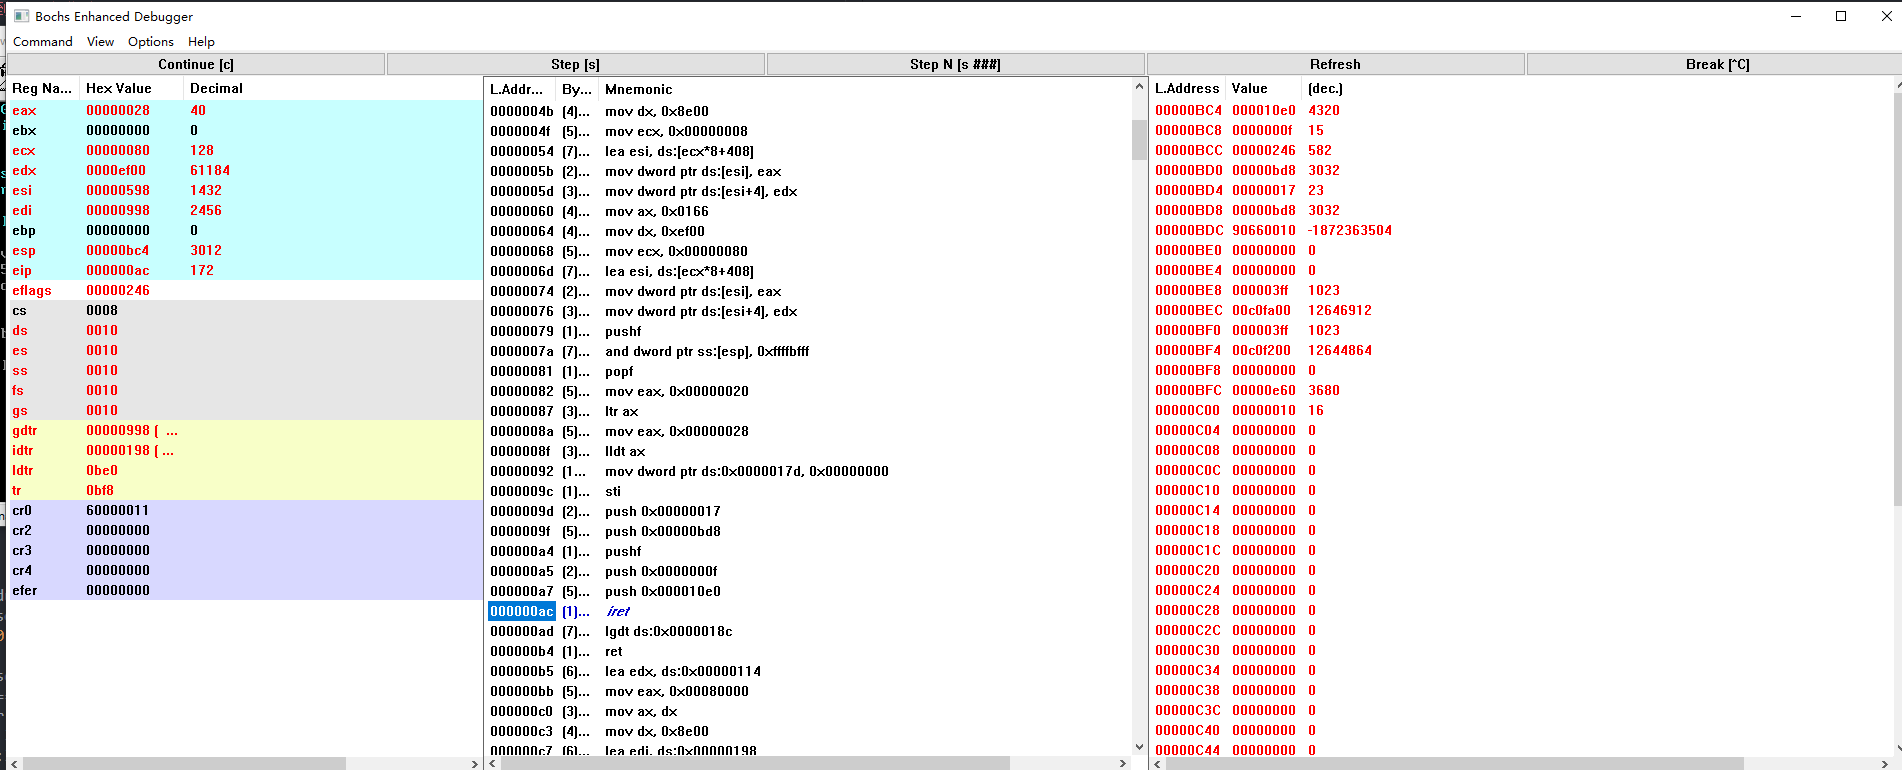 Bochs Enhanced Debugger
Command View Options Help
Continue [c] Step [s] Step N [s ###] Refresh Break [^C]
Reg Na... Hex Value Decimal
eax 00000028 40
ebx 00000000 0
ecx 00000080 128
edx 0000ef00 61184
esi 00000598 1432
edi 00000998 2456
ebp 00000000 0
esp 00000bc4 3012
eip 000000ac 172
eflags 00000246
cs 0008
ds 0010
es 0010
ss 0010
fs 0010
gs 0010
gdtr 00000998 ( ...
idtr 00000198 ( ...
ldtr 0be0
tr 0bf8
cr0 60000011
cr2 00000000
cr3 00000000
cr4 00000000
efer 00000000
L.Addr... By... Mnemonic
0000004b (4)... mov dx, 0x8e00
0000004f (5)... mov ecx, 0x00000008
00000054 (7)... lea esi, ds:[ecx*8+408]
0000005b (2)... mov dword ptr ds:[esi], eax
0000005d (3)... mov dword ptr ds:[esi+4], edx
00000060 (4)... mov ax, 0x0166
00000064 (4)... mov dx, 0xef00
00000068 (5)... mov ecx, 0x00000080
0000006d (7)... lea esi, ds:[ecx*8+408]
00000074 (2)... mov dword ptr ds:[esi], eax
00000076 (3)... mov dword ptr ds:[esi+4], edx
00000079 (1)... pushf
0000007a (7)... and dword ptr ss:[esp], 0xffffbfff
00000081 (1)... popf
00000082 (5)... mov eax, 0x00000020
00000087 (3)... ltr ax
0000008a (5)... mov eax, 0x00000028
0000008f (3)... lldt ax
00000092 (1... mov dword ptr ds:0x0000017d, 0x00000000
0000009c (1)... sti
0000009d (2)... push 0x00000017
0000009f (5)... push 0x00000bd8
000000a4 (1)... pushf
000000a5 (2)... push 0x0000000f
000000a7 (5)... push 0x000010e0
000000ac (1)... iret
000000ad (7)... lgdt ds:0x0000018c
000000b4 (1)... ret
000000b5 (6)... lea edx, ds:0x00000114
000000bb (5)... mov eax, 0x00080000
000000c0 (3)... mov ax, dx
000000c3 (4)... mov dx, 0x8e00
000000c7 (6)... lea edi, ds:0x00000198
L.Address Value (dec.)
00000BC4 000010e0 4320
00000BC8 0000000f 15
00000BCC 00000246 582
00000BD0 00000bd8 3032
00000BD4 00000017 23
00000BD8 00000bd8 3032
00000BDC 90660010 -1872363504
00000BE0 00000000 0
00000BE4 00000000 0
00000BE8 000003ff 1023
00000BEC 00c0fa00 12646912
00000BF0 000003ff 1023
00000BF4 00c0f200 12644864
00000BF8 00000000 0
00000BFC 00000e60 3680
00000C00 00000010 16
00000C04 00000000 0
00000C08 00000000 0
00000C0C 00000000 0
00000C10 00000000 0
00000C14 00000000 0
00000C18 00000000 0
00000C1C 00000000 0
00000C20 00000000 0
00000C24 00000000 0
00000C28 00000000 0
00000C2C 00000000 0
00000C30 00000000 0
00000C34 00000000 0
00000C38 00000000 0
00000C3C 00000000 0
00000C40 00000000 0
00000C44 00000000 0